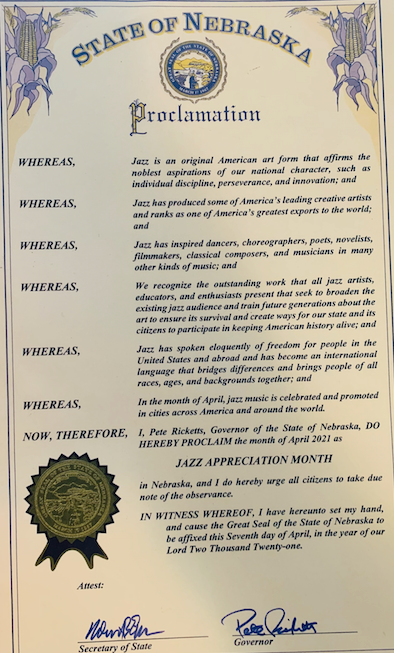 STATE OF NEBRASKA
Proclamation
WHEREAS, Jazz is an original American art form that affirms the
noblest aspirations of our national character, such as
individual discipline, perseverance, and innovation; and
WHEREAS, Jazz has produced some of America's leading creative artists
and ranks as one of America's greatest exports to the world;
and
WHEREAS, Jazz has inspired dancers, choreographers, poets, novelists,
filmmakers, classical composers, and musicians in many
other kinds of music; and
WHEREAS, We recognize the outstanding work that all jazz artists,
educators, and enthusiasts present that seek to broaden the
existing jazz audience and train future generations about the
art to ensure its survival and create ways for our state and its
citizens to participate in keeping American history alive; and
WHEREAS, Jazz has spoken eloquently of freedom for people in the
United States and abroad and has become an international
language that bridges differences and brings people of all
races, ages, and backgrounds together; and
WHEREAS, In the month of April, jazz music is celebrated and promoted
in cities across America and around the world.
NOW, THEREFORE, I, Pete Ricketts, Governor of the State of Nebraska, DO
HEREBY PROCLAIM the month of April 2021 as
JAZZ APPRECIATION MONTH
in Nebraska, and I do hereby urge all citizens to take due
note of the observance.
IN WITNESS WHEREOF, I have hereunto set my hand,
and cause the Great Seal of the State of Nebraska to
be affixed this Seventh day of April, in the year of our
Lord Two Thousand Twenty-one.
Attest:
Pete Ricketts
Secretary of State
Governor